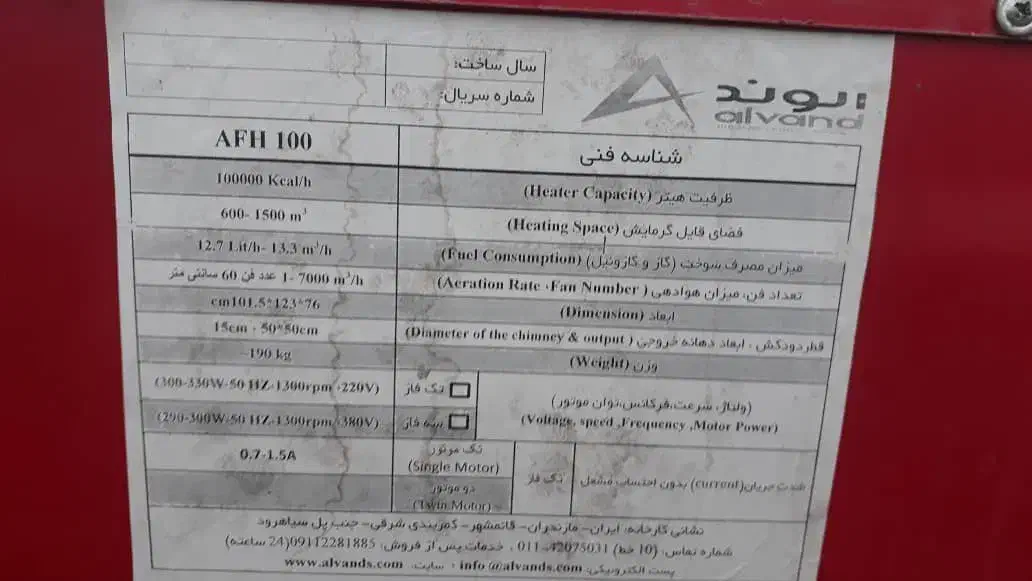 الوند
alvand
سال ساخت:
شماره سریال:
شناسه فنی AFH 100
ظرفیت هیتر (Heater Capacity) 100000 Kcal/h
فضای قابل گرمایش (Heating Space) 600- 1500 m³
میزان مصرف سوخت (گاز و گازوئیل) (Fuel Consumption) 12.7 Lit/h- 13.3 m³/h
تعداد فن، میزان هوادهی (Aeration Rate ،Fan Number) 1- 7000 m³/h عدد فن 60 سانتی متر
ابعاد (Dimension) cm101.5*123*76
قطر دودکش ، ابعاد دهانه خروجی (Diameter of the chimney & output) 15cm ، 50*50cm
وزن (Weight) ~190 kg
(ولتاژ، سرعت،فرکانس،توان موتور)
(Voltage, speed ,Frequency ,Motor Power)
تک فاز (300-330W-50 HZ-1300rpm ،220V)
سه فاز (290-300W-50 HZ-1300rpm ،380V)
شدت جریان(current) بدون احتساب مشعل
تک فاز
تک موتور
(Single Motor) 0.7-1.5A
دو موتور
(Twin Motor)
نشانی کارخانه: ایران- مازندران- قائمشهر- کمربندی شرقی- جنب پل سیاهرود
شماره تماس: (10 خط) 42075031-011 ، خدمات پس از فروش: 09112281885(24 ساعته)
پست الکترونیکی: info@alvands.com ، سایت: www.alvands.com